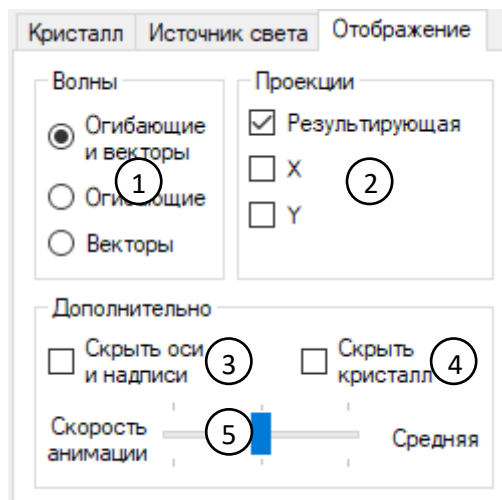 Кристалл Источник света Отображение
Волны
Огибающие
и векторы
1
Огибающие
Векторы
Проекции
Результирующая
X
2
Y
Дополнительно
Скрыть оси
и надписи
3
Скрыть
кристалл
4
Скорость
анимации
5
Средняя